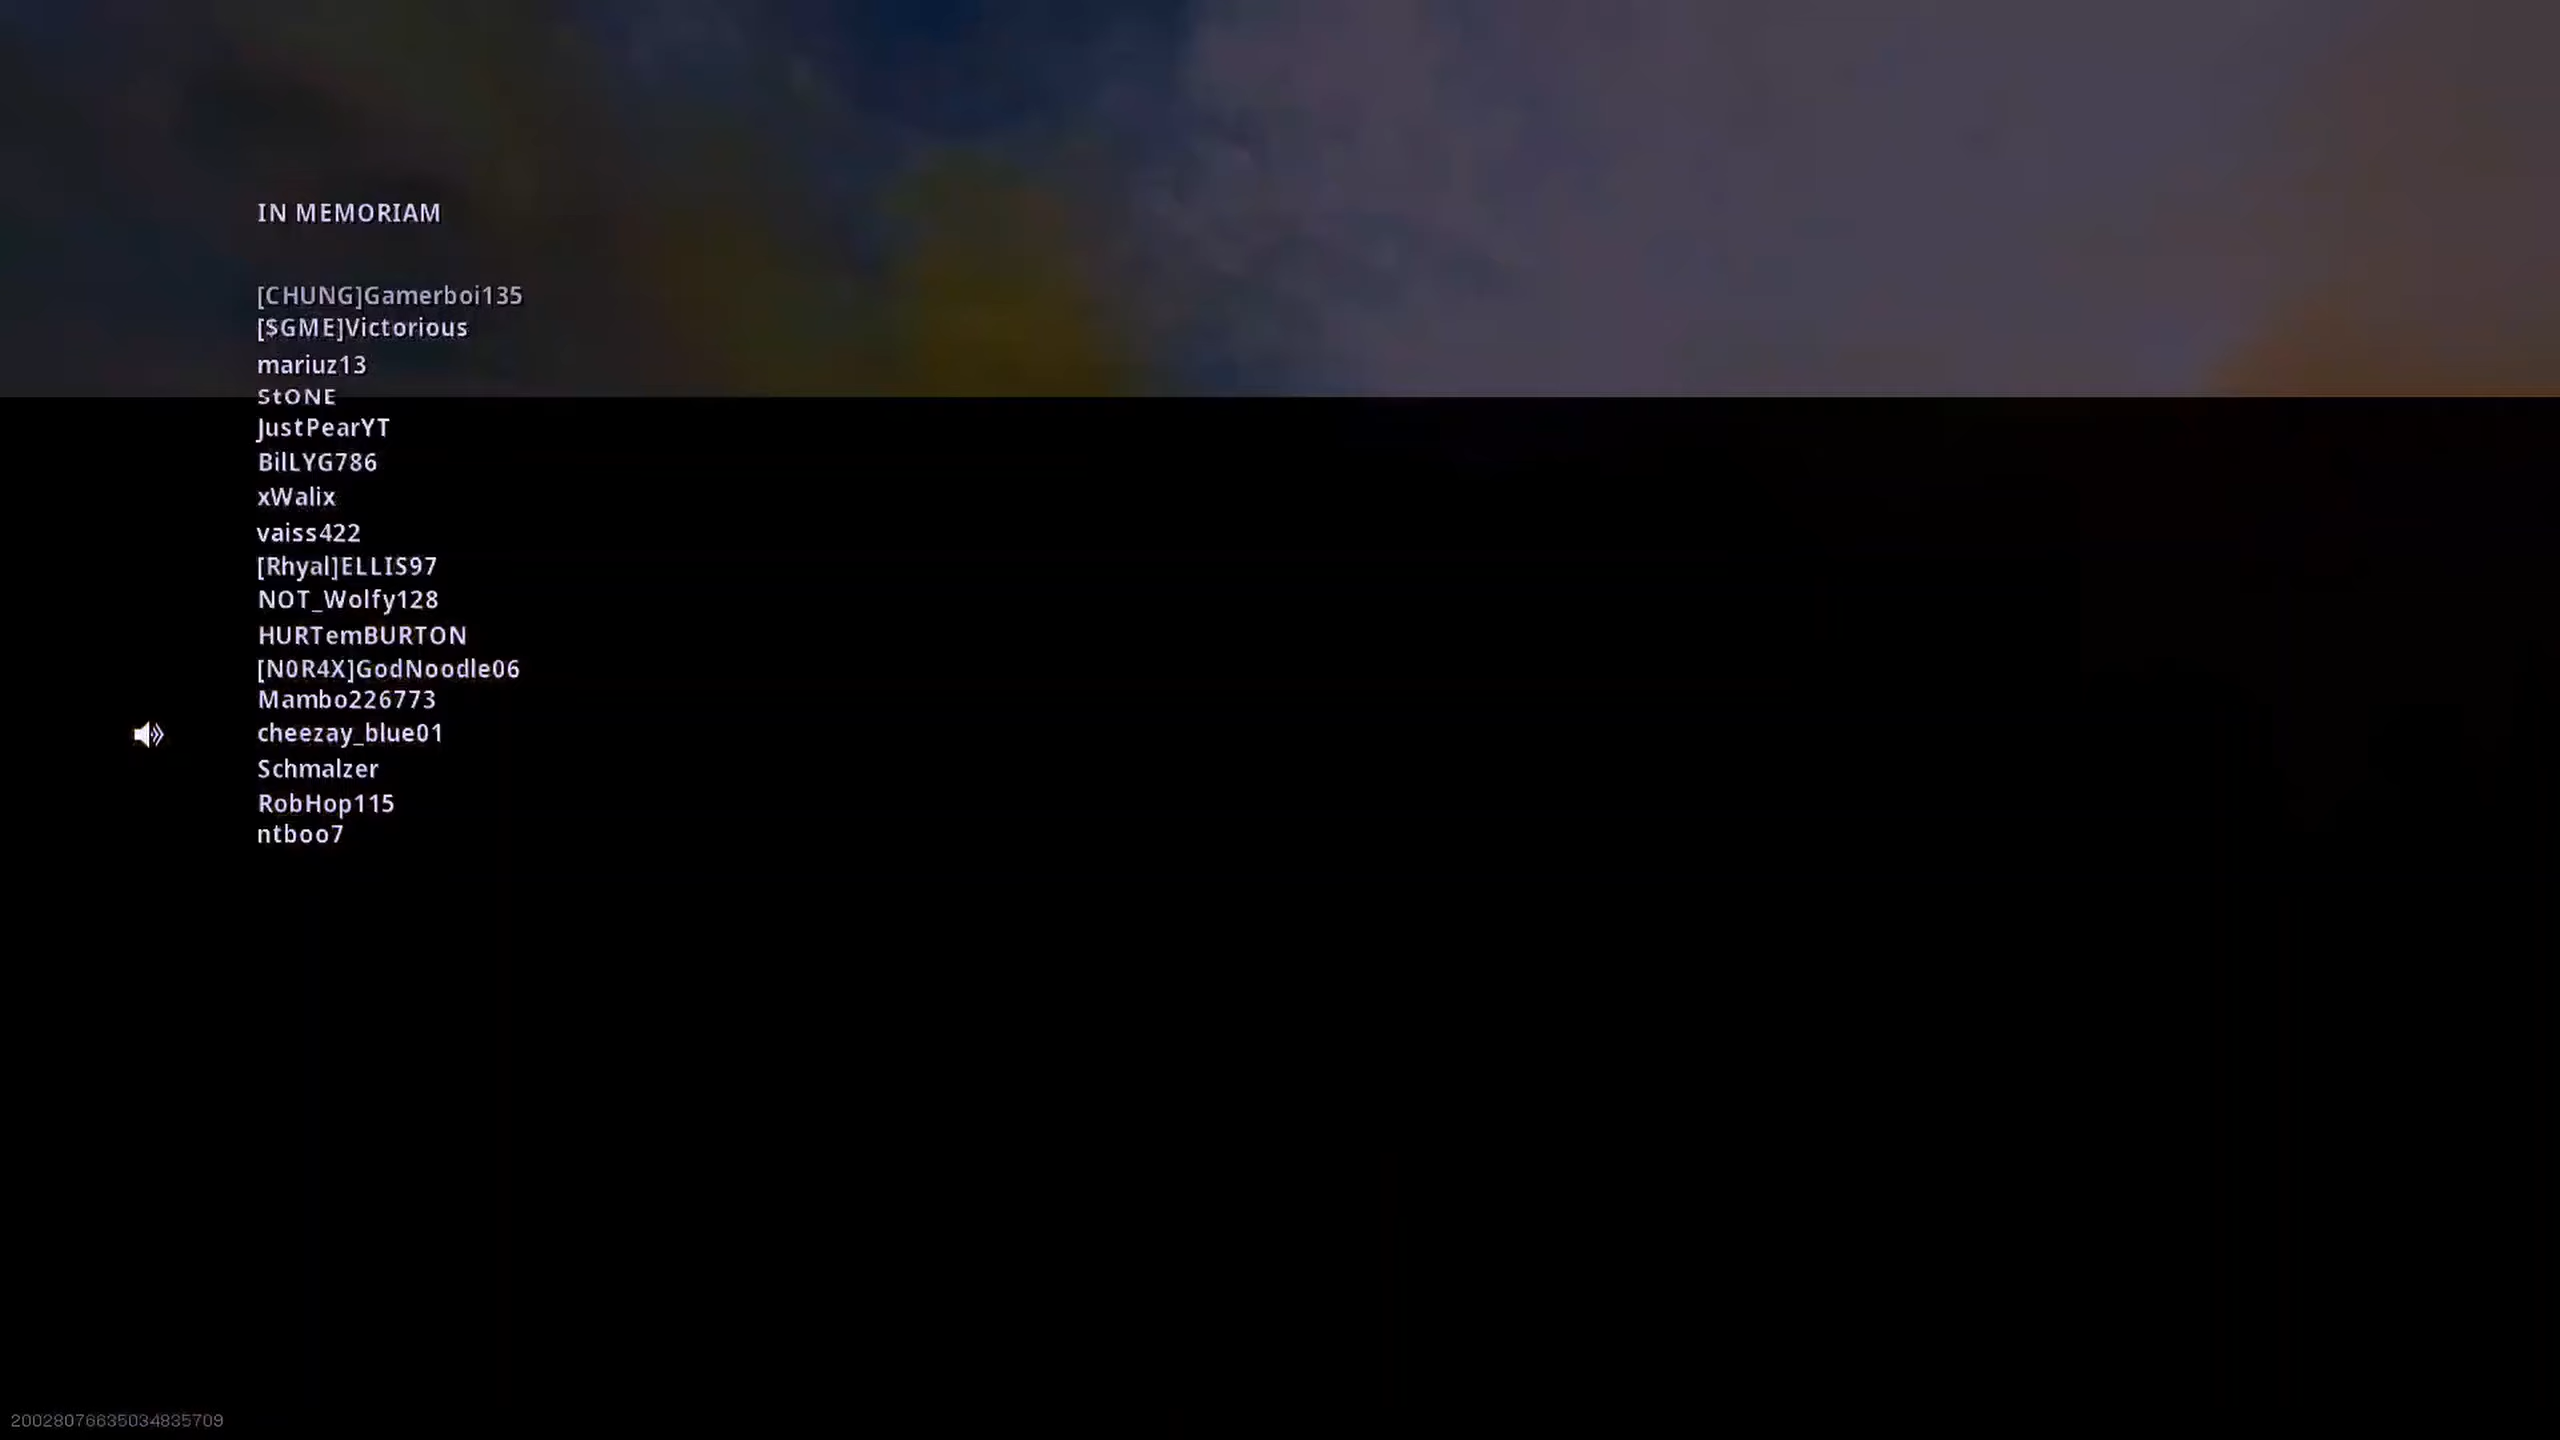 IN MEMORIAM
[CHUNG]Gamerboi135
[$GME]Victorious
mariuz13
StONE
JustPearYT
BilLYG786
xWalix
vaiss422
[Rhyal]ELLIS97
NOT_Wolfy128
HURTemBURTON
[N0R4X]GodNoodle06
Mambo226773
cheezay_blue01
Schmalzer
RobHop115
ntboo7
20028076635034835709